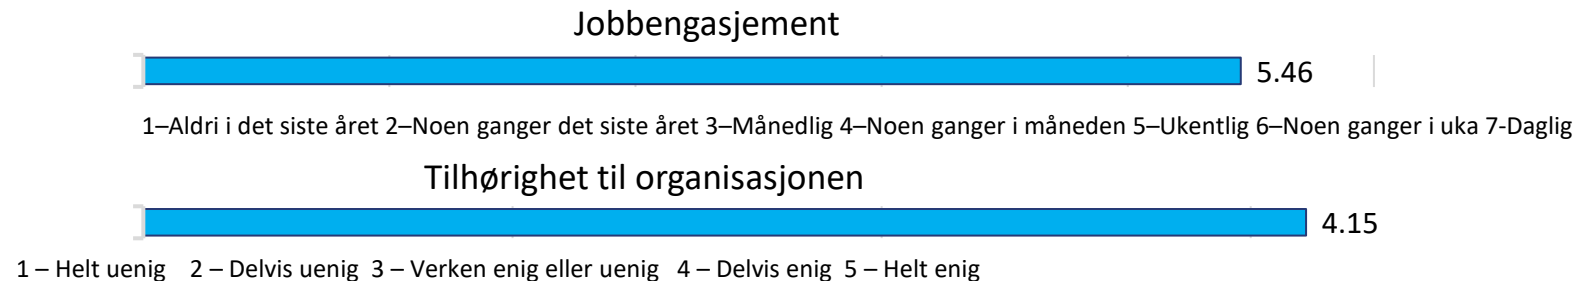 Jobbengasjement
5.46
1–Aldri i det siste året 2–Noen ganger det siste året 3–Månedlig 4–Noen ganger i måneden 5–Ukentlig 6–Noen ganger i uka 7-Daglig
Tilhørighet til organisasjonen
4.15
1 – Helt uenig 2 – Delvis uenig 3 – Verken enig eller uenig 4 – Delvis enig 5 – Helt enig